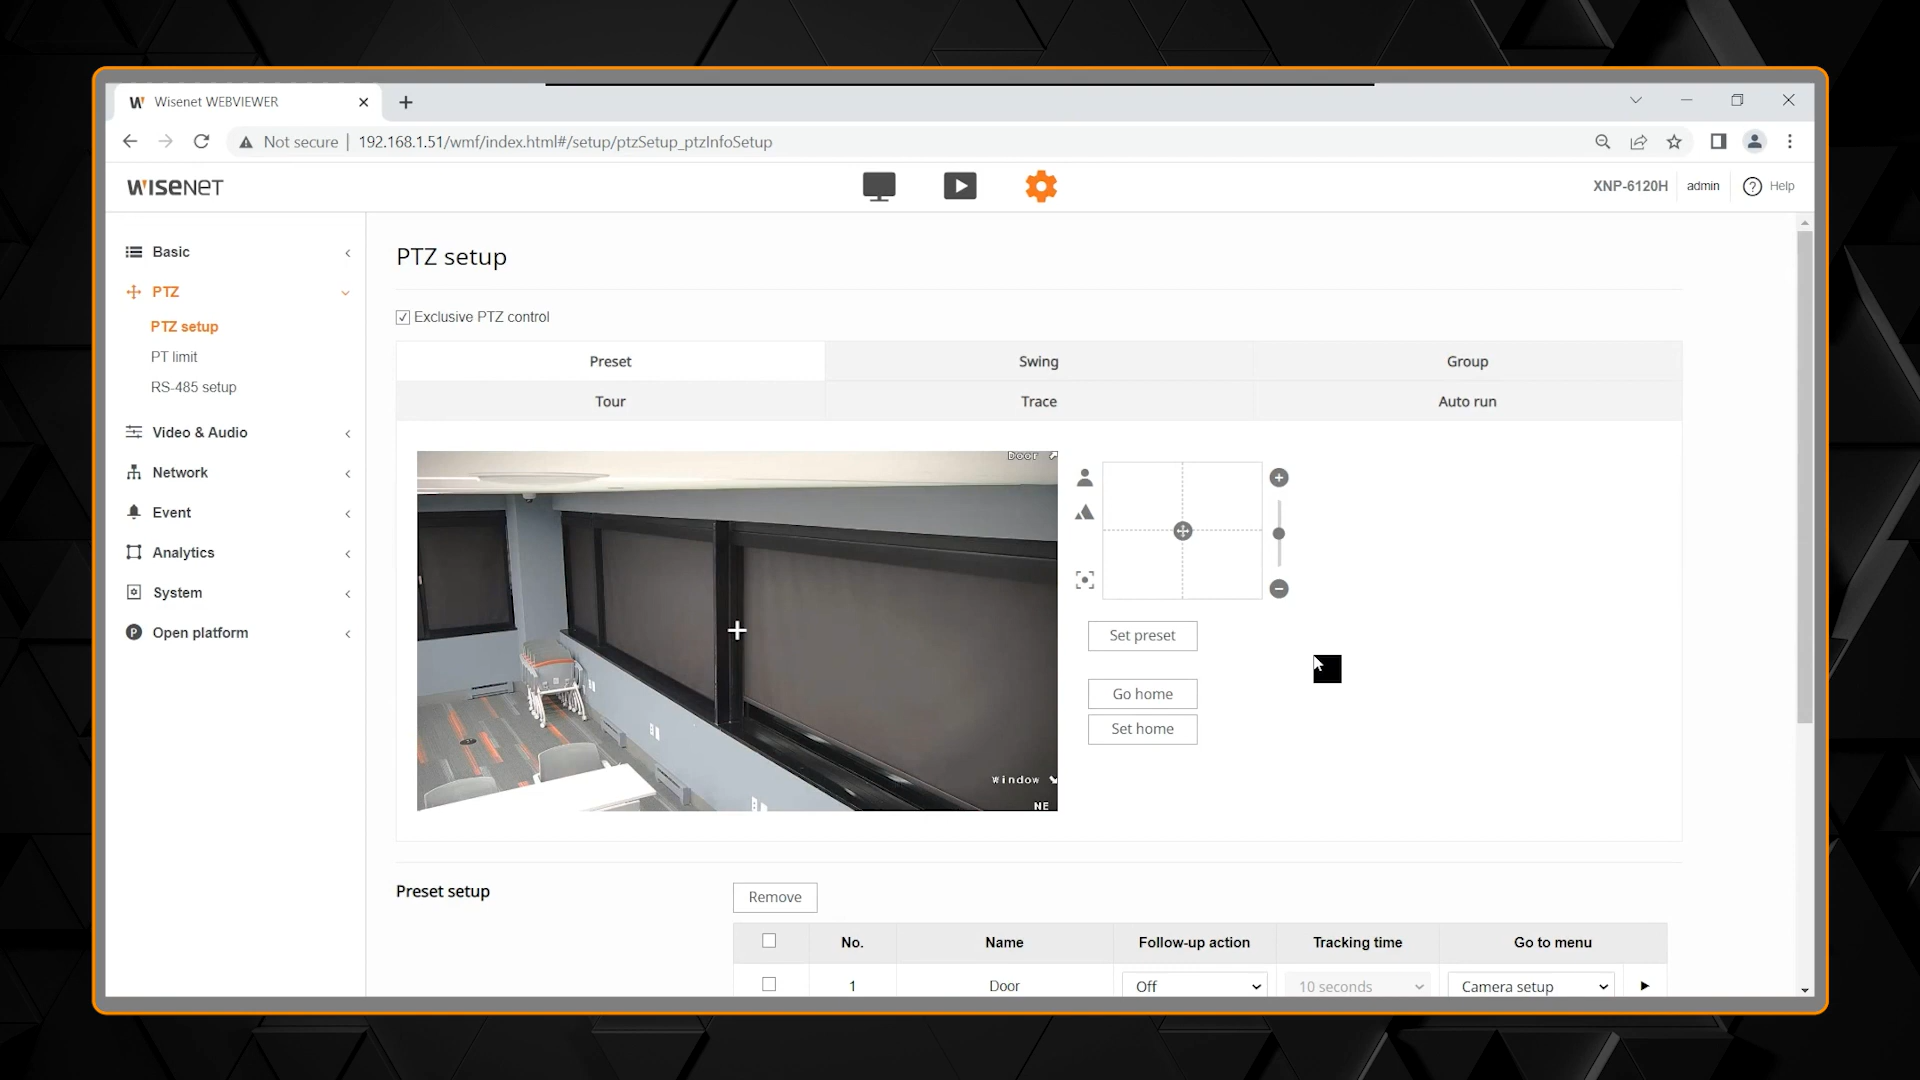 Wisenet WEBVIEWER
Not secure
192.168.1.51/wmf/index.html#/setup/ptzSetup_ptzInfoSetup
WISENET
XNP-6120H
admin
Help
Basic
PTZ
PTZ setup
PT limit
RS-485 setup
Video & Audio
Network
Event
Analytics
System
Open platform
PTZ setup
Exclusive PTZ control
Preset
Swing
Group
Tour
Trace
Auto run
Door
Window
NE
Set preset
Go home
Set home
Preset setup
Remove
No.
Name
Follow-up action
Tracking time
Go to menu
1
Door
Off
10 seconds
Camera setup